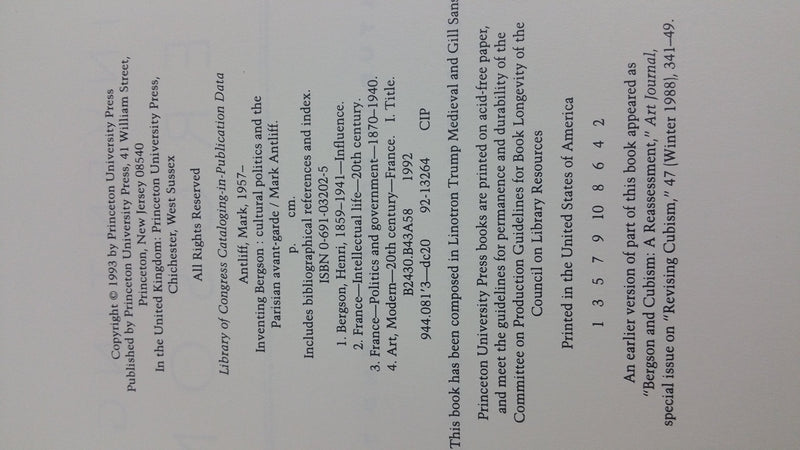 Copyright © 1993 by Princeton University Press
Published by Princeton University Press, 41 William Street,
Princeton, New Jersey 08540
In the United Kingdom: Princeton University Press,
Chichester, West Sussex
All Rights Reserved
Library of Congress Cataloging-in-Publication Data
Antliff, Mark, 1957–
Inventing Bergson : cultural politics and the
Parisian avant-garde / Mark Antliff.
p. cm.
Includes bibliographical references and index.
ISBN 0-691-03202-5
1. Bergson, Henri, 1859–1941—Influence.
2. France—Intellectual life—20th century.
3. France—Politics and government—1870–1940.
4. Art, Modern—20th century—France. I. Title.
B2430.B43A58 1992
944.081'3—dc20 92-13264 CIP
This book has been composed in Linotron Trump Medieval and Gill Sans
Princeton University Press books are printed on acid-free paper,
and meet the guidelines for permanence and durability of the
Committee on Production Guidelines for Book Longevity of the
Council on Library Resources
Printed in the United States of America
1 3 5 7 9 10 8 6 4 2
An earlier version of part of this book appeared as
"Bergson and Cubism: A Reassessment," Art Journal,
special issue on "Revising Cubism," 47 (Winter 1988), 341–49.